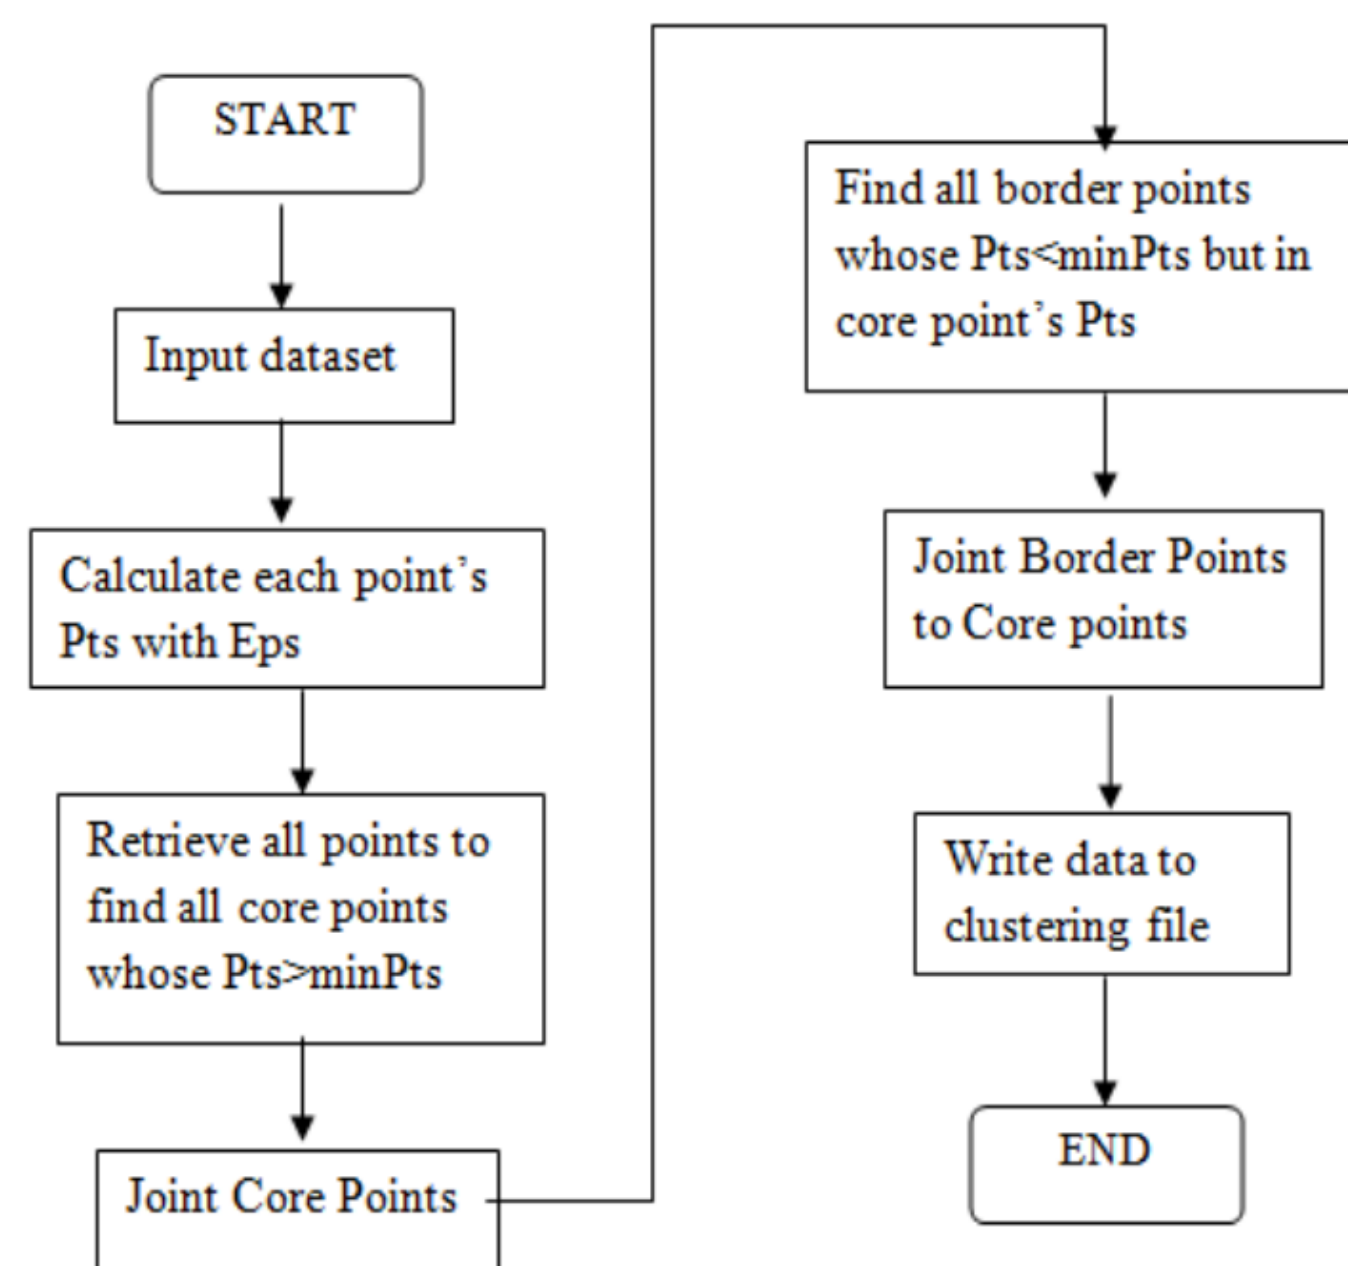 START
Input dataset
Calculate each point's
Pts with Eps
Retrieve all points to
find all core points
whose Pts>minPts
Joint Core Points
Find all border points
whose Pts<minPts but in
core point's Pts
Joint Border Points
to Core points
Write data to
clustering file
END